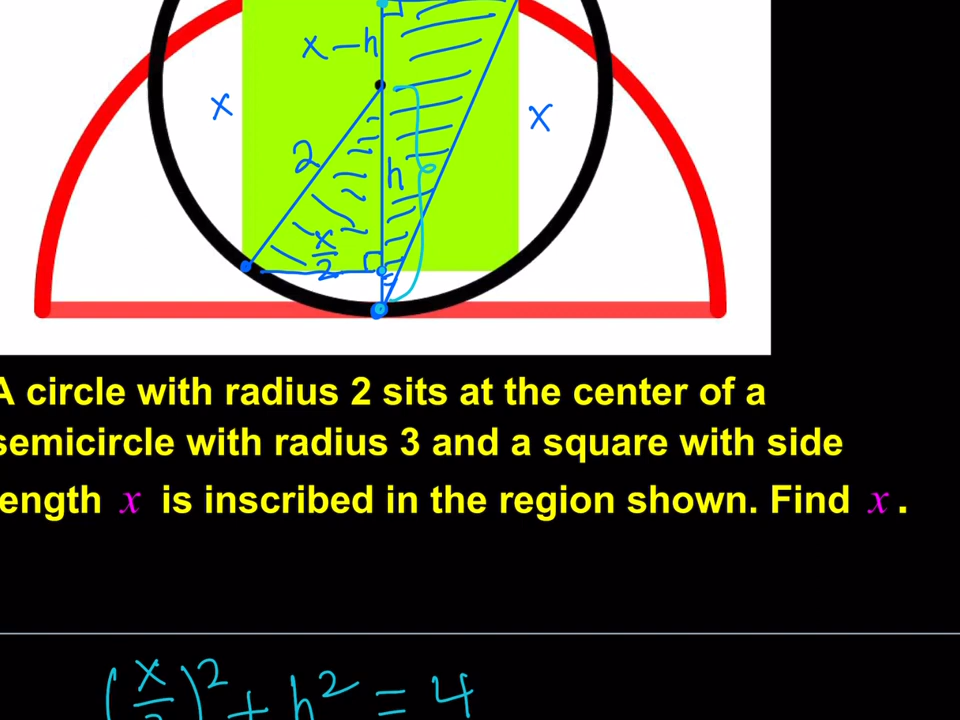 x-h
x
x
2
h
x/2
A circle with radius 2 sits at the center of a
semicircle with radius 3 and a square with side
length x is inscribed in the region shown. Find x.
(x/2)^2 + h^2 = 4